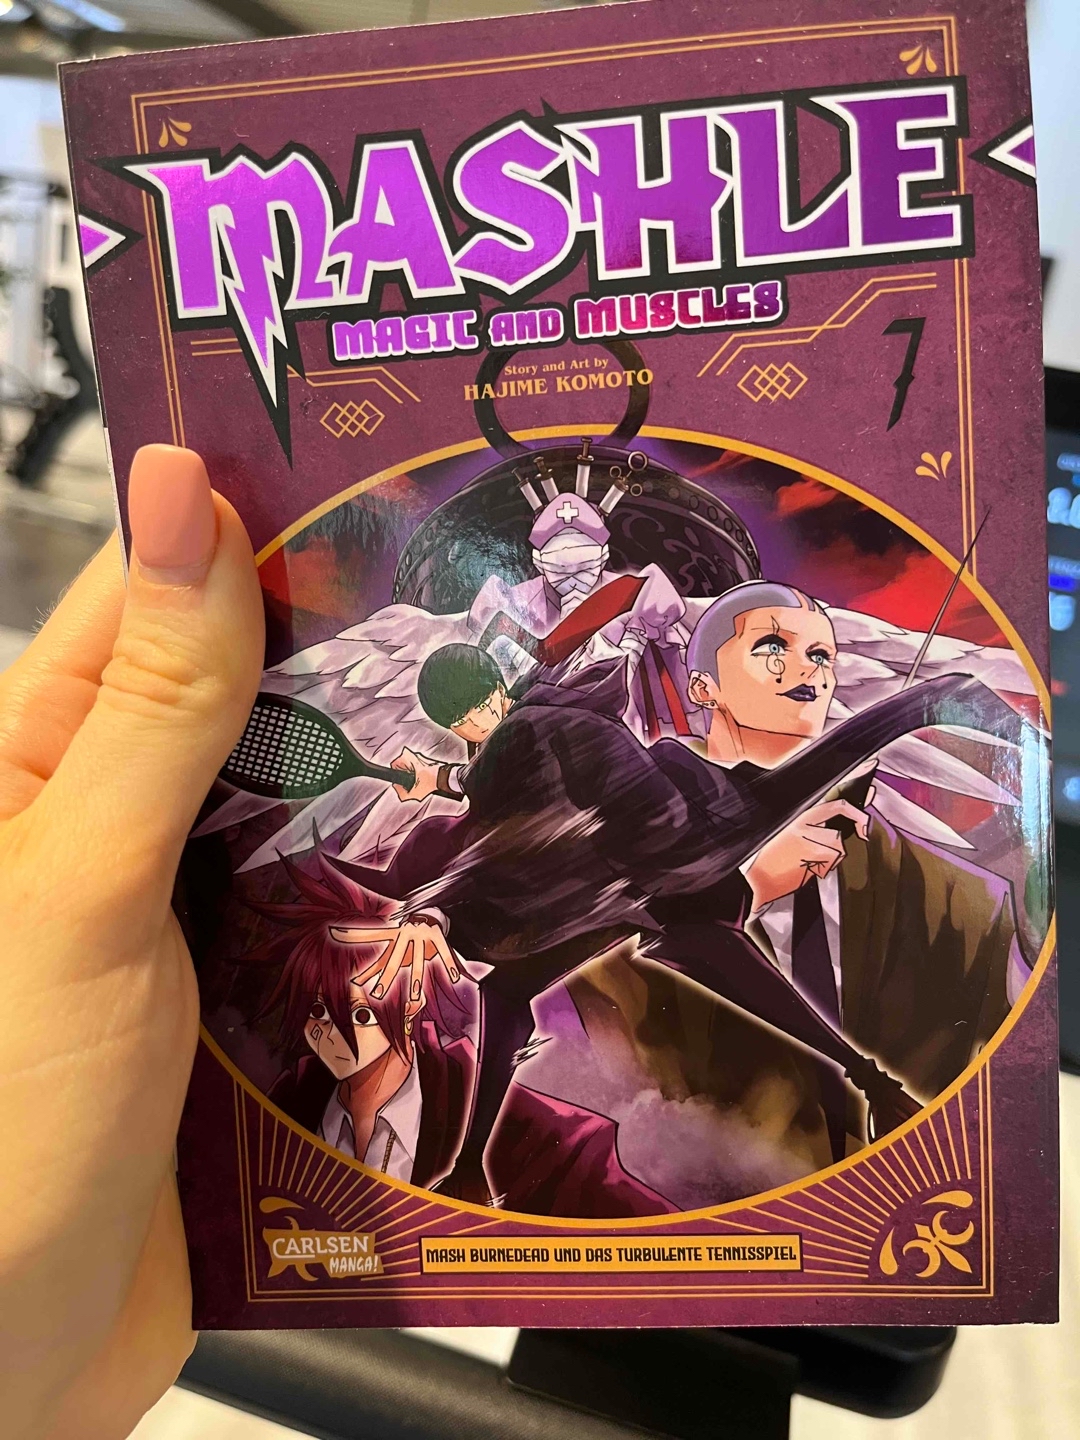 MASHLE
MAGIC AND MUSCLES
Story and Art by
HAJIME KOMOTO
7
CARLSEN
MANGA!
MASH BURNEDEAD UND DAS TURBULENTE TENNISSPIEL